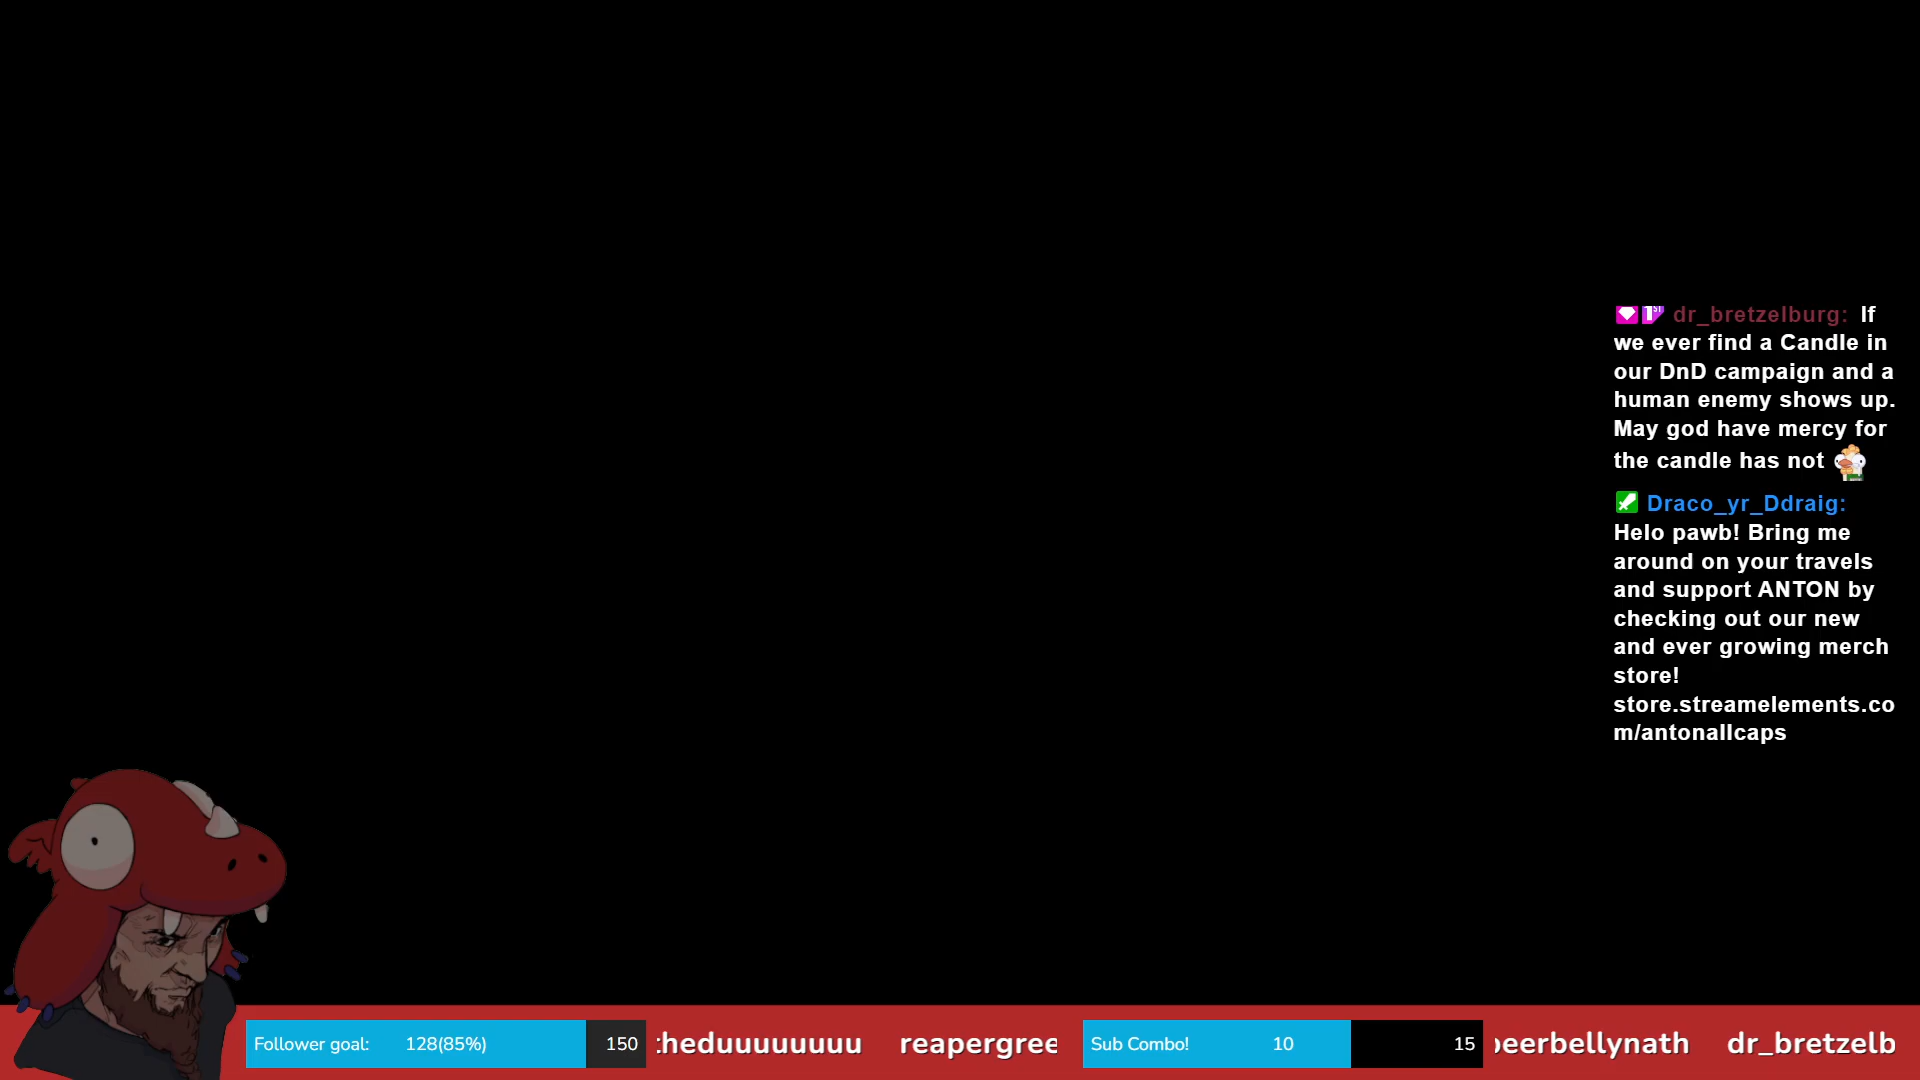 dr_bretzelburg: If
we ever find a Candle in
our DnD campaign and a
human enemy shows up.
May god have mercy for
the candle has not
Draco_yr_Ddraig:
Helo pawb! Bring me
around on your travels
and support ANTON by
checking out our new
and ever growing merch
store!
store.streamelements.co
m/antonallcaps
Follower goal: 128(85%) 150 heduuuuuuuu reapergree Sub Combo! 10 15 eerbellynath dr_bretzelb